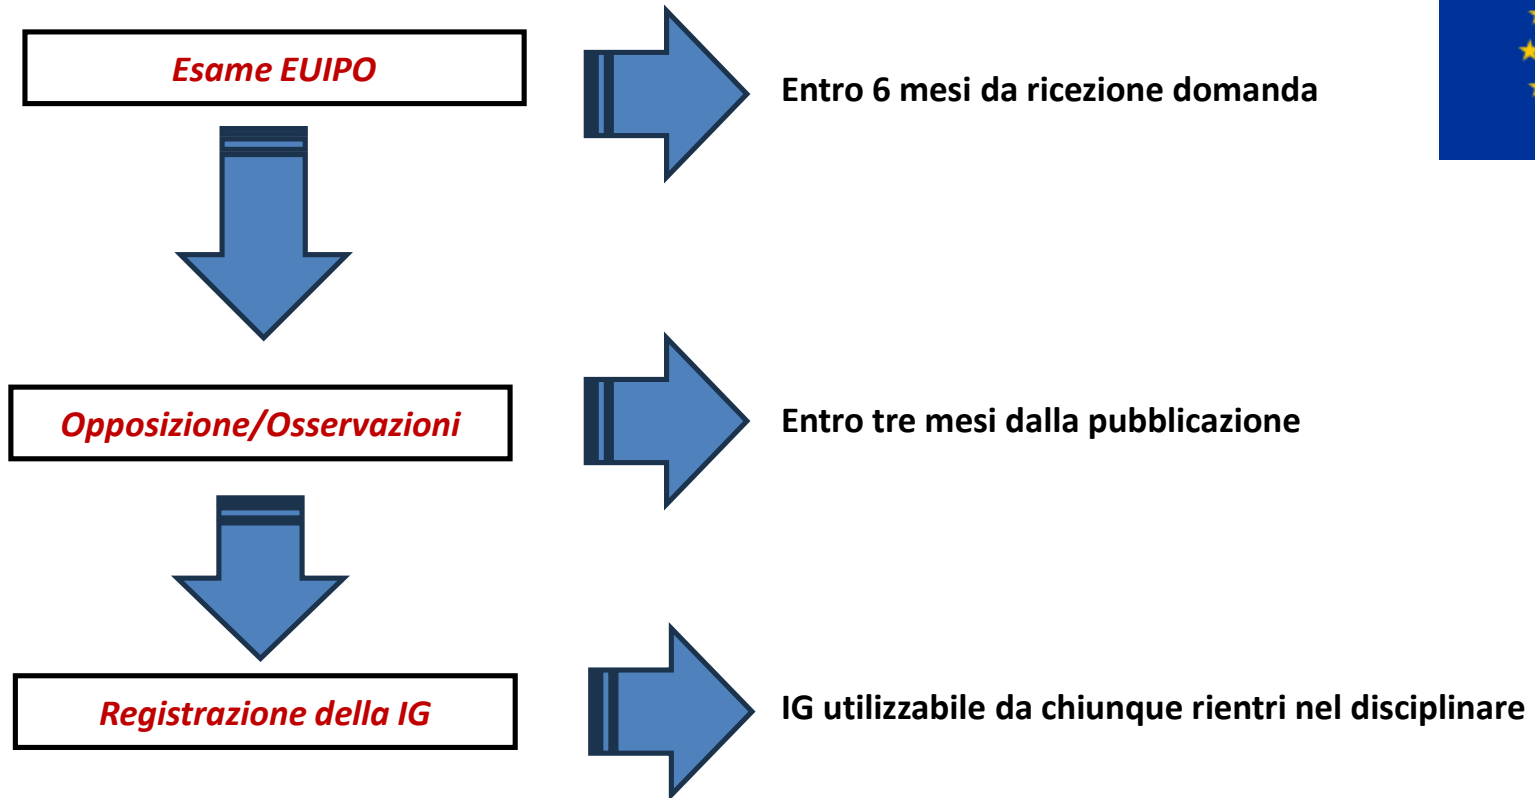 Esame EUIPO
Entro 6 mesi da ricezione domanda
Opposizione/Osservazioni
Entro tre mesi dalla pubblicazione
Registrazione della IG
IG utilizzabile da chiunque rientri nel disciplinare